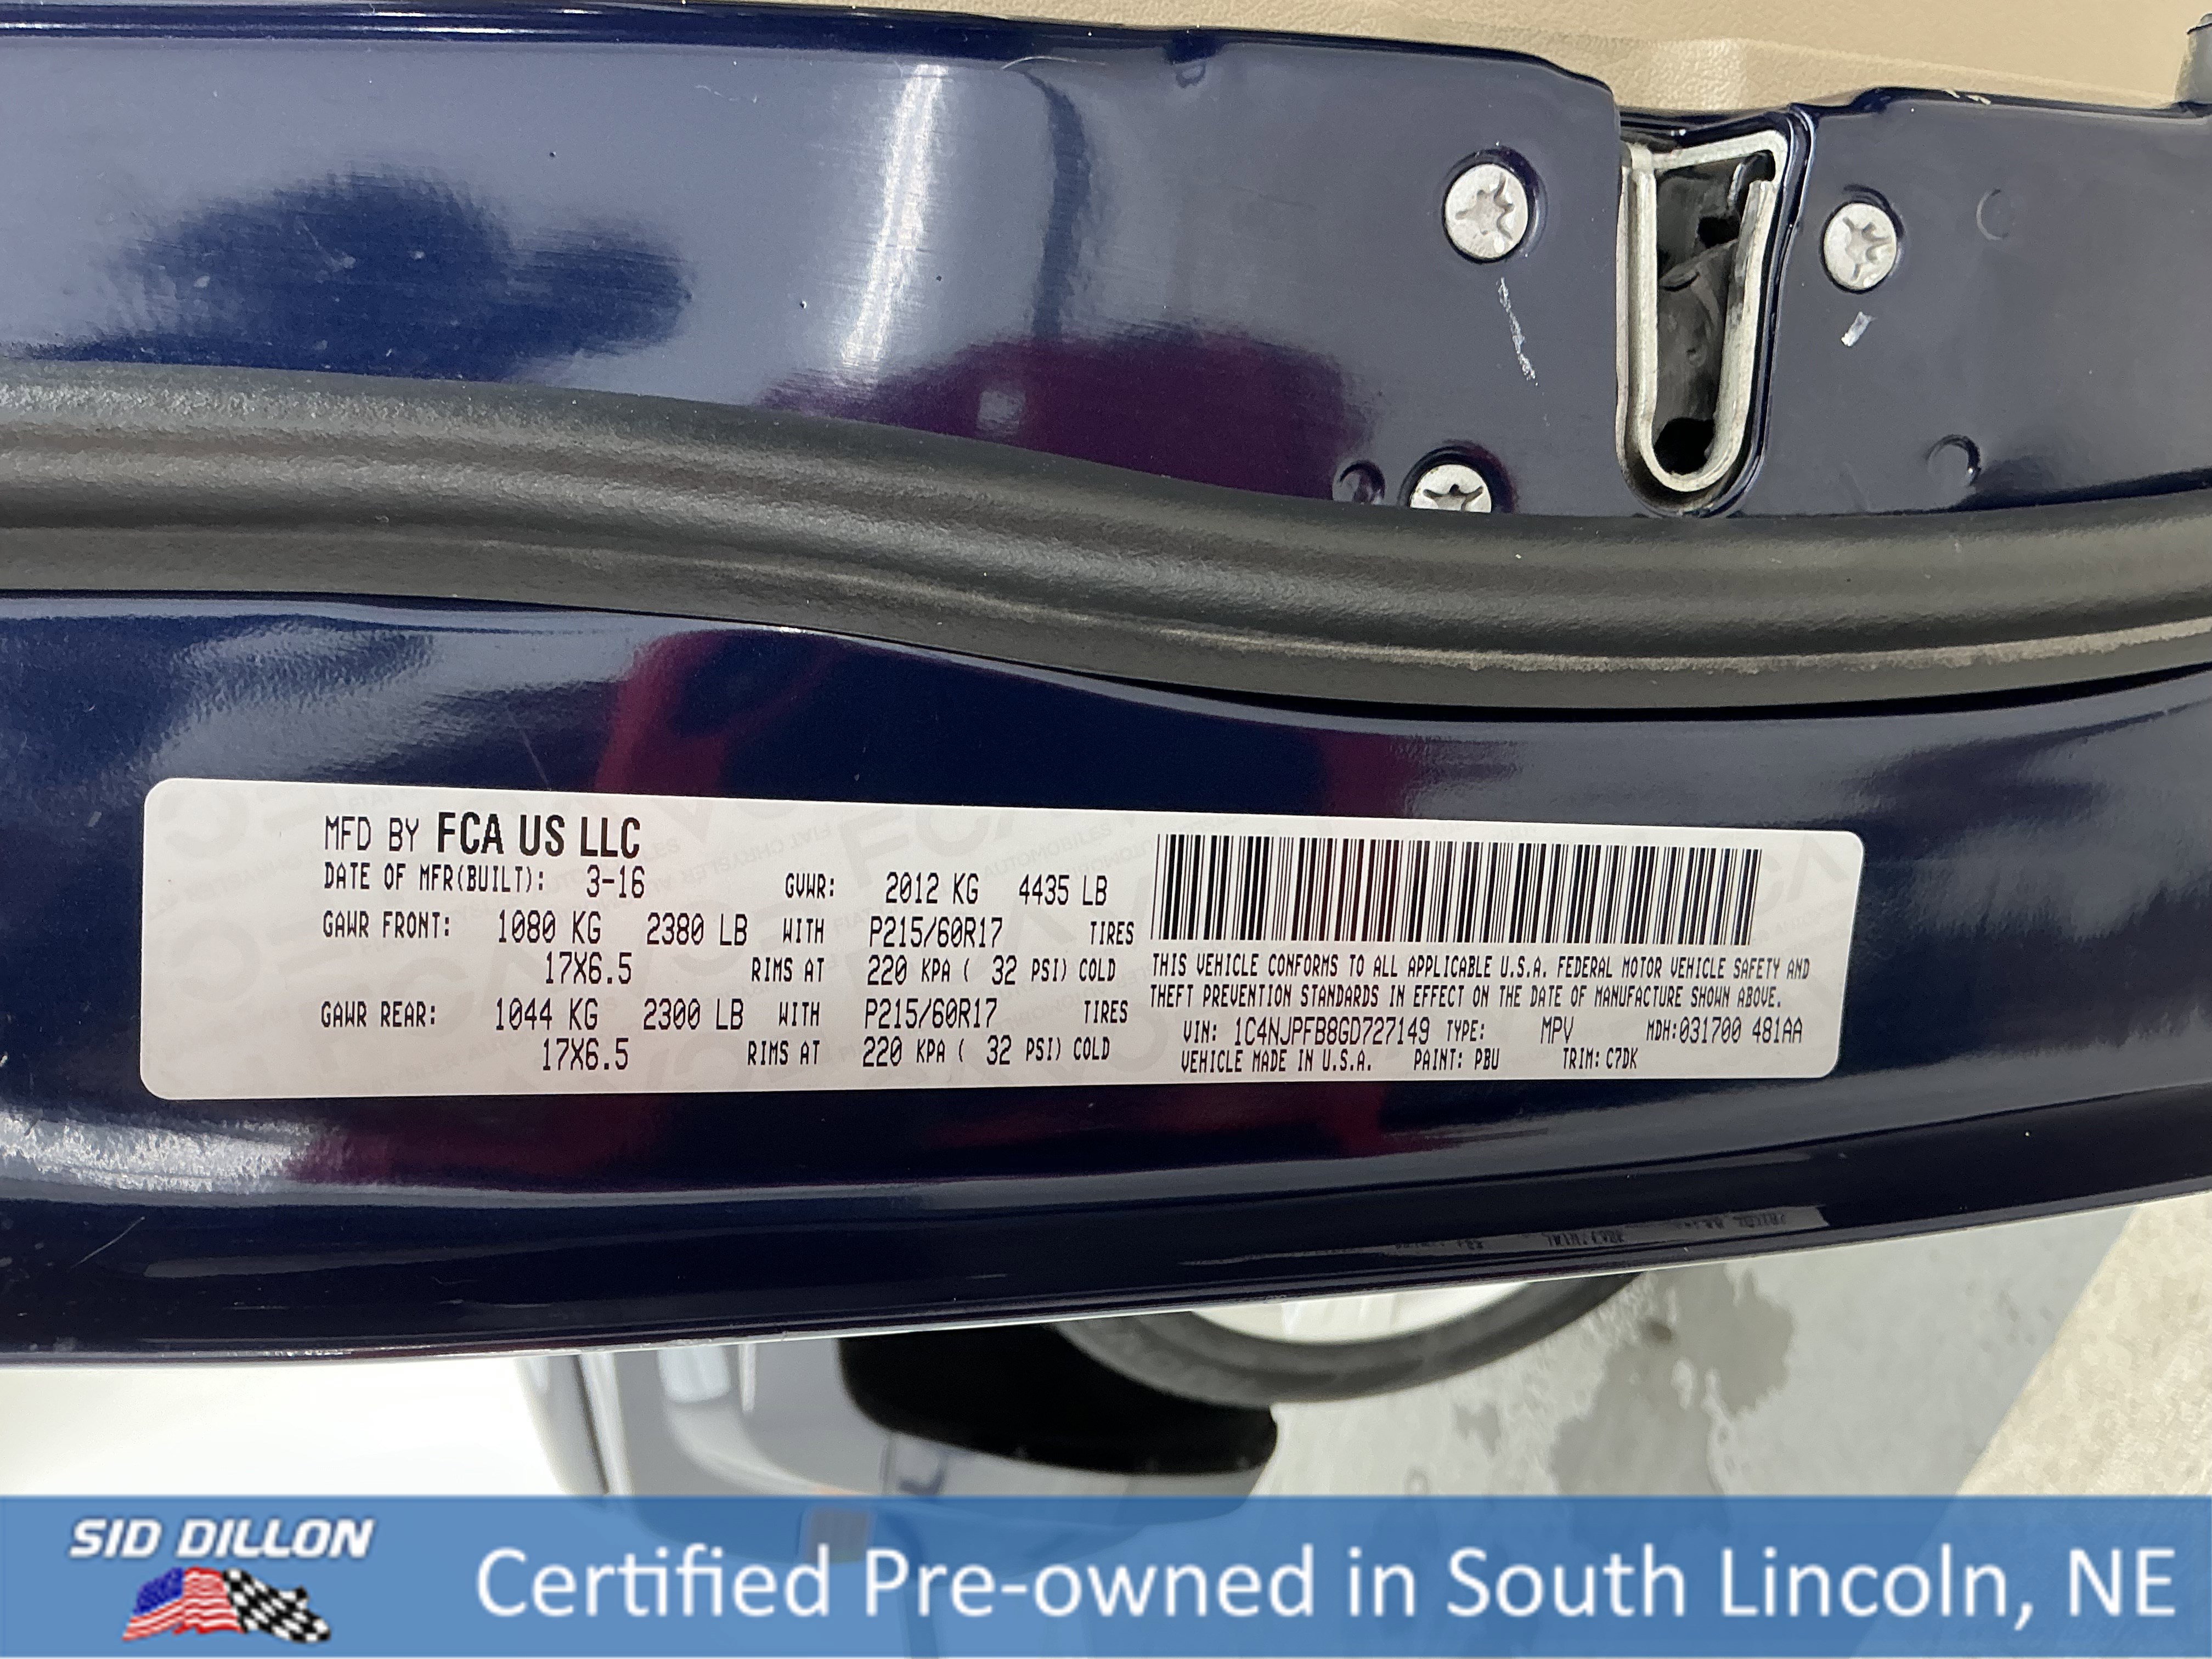 MFD BY FCA US LLC
DATE OF MFR(BUILT): 3-16 GVWR: 2012 KG 4435 LB
GAWR FRONT: 1080 KG 2380 LB WITH P215/60R17 TIRES
17X6.5 RIMS AT 220 KPA ( 32 PSI) COLD
GAWR REAR: 1044 KG 2300 LB WITH P215/60R17 TIRES
17X6.5 RIMS AT 220 KPA ( 32 PSI) COLD
THIS VEHICLE CONFORMS TO ALL APPLICABLE U.S.A. FEDERAL MOTOR VEHICLE SAFETY AND
THEFT PREVENTION STANDARDS IN EFFECT ON THE DATE OF MANUFACTURE SHOWN ABOVE.
VIN: 1C4NJPFB8GD727149 TYPE: MPV MDH:031700 481AA
VEHICLE MADE IN U.S.A. PAINT: PBU TRIM: C7DK
SID DILLON
Certified Pre-owned in South Lincoln, NE